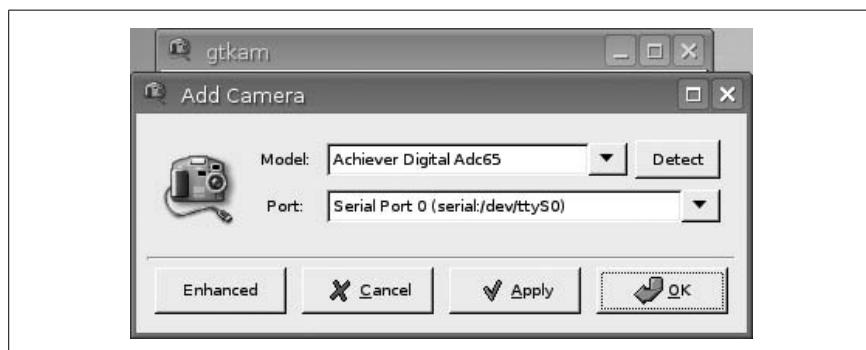 gtkam
Add Camera
Model: Achiever Digital Adc65 Detect
Port: Serial Port 0 (serial:/dev/ttyS0)
Enhanced Cancel Apply OK